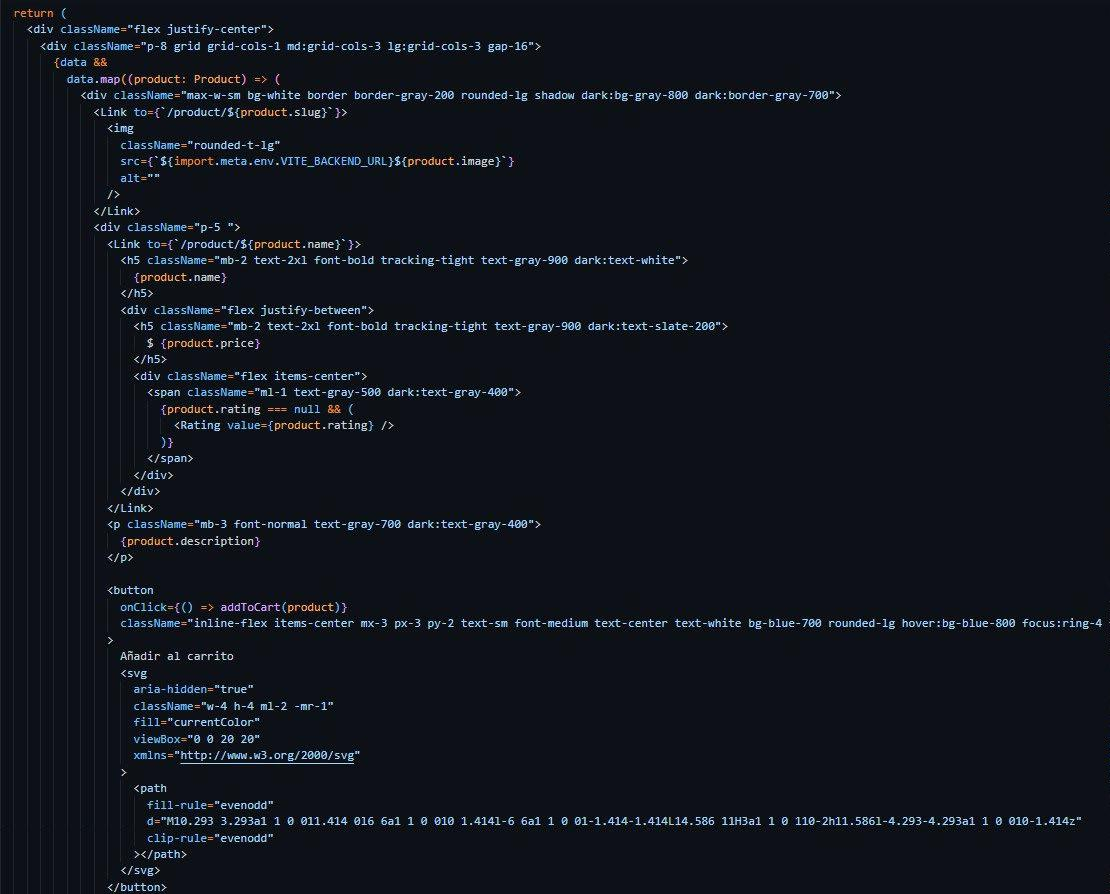 return (
<div className="flex justify-center">
<div className="p-8 grid grid-cols-1 md:grid-cols-3 lg:grid-cols-3 gap-16">
{data &&
data.map((product: Product) => (
<div className="max-w-sm bg-white border border-gray-200 rounded-lg shadow dark:bg-gray-800 dark:border-gray-700">
<Link to={`/product/${product.slug}`}>
<img
className="rounded-t-lg"
src={`${import.meta.env.VITE_BACKEND_URL}${product.image}`}
alt=""
/>
</Link>
<div className="p-5 ">
<Link to={`/product/${product.name}`}>
<h5 className="mb-2 text-2xl font-bold tracking-tight text-gray-900 dark:text-white">
{product.name}
</h5>
<div className="flex justify-between">
<h5 className="mb-2 text-2xl font-bold tracking-tight text-gray-900 dark:text-slate-200">
$ {product.price}
</h5>
<div className="flex items-center">
<span className="ml-1 text-gray-500 dark:text-gray-400">
{product.rating === null && (
<Rating value={product.rating} />
)}
</span>
</div>
</div>
</Link>
<p className="mb-3 font-normal text-gray-700 dark:text-gray-400">
{product.description}
</p>
<button
onClick={() => addToCart(product)}
className="inline-flex items-center mx-3 px-3 py-2 text-sm font-medium text-center text-white bg-blue-700 rounded-lg hover:bg-blue-800 focus:ring-4
>
Añadir al carrito
<svg
aria-hidden="true"
className="w-4 h-4 ml-2 -mr-1"
fill="currentColor"
viewBox="0 0 20 20"
xmlns="http://www.w3.org/2000/svg"
>
<path
fill-rule="evenodd"
d="M10.293 3.293a1 1 0 011.414 0l6 6a1 1 0 010 1.414l-6 6a1 1 0 01-1.414-1.414L14.586 11H3a1 1 0 110-2h11.586l-4.293-4.293a1 1 0 010-1.414z"
clip-rule="evenodd"
></path>
</svg>
</button>